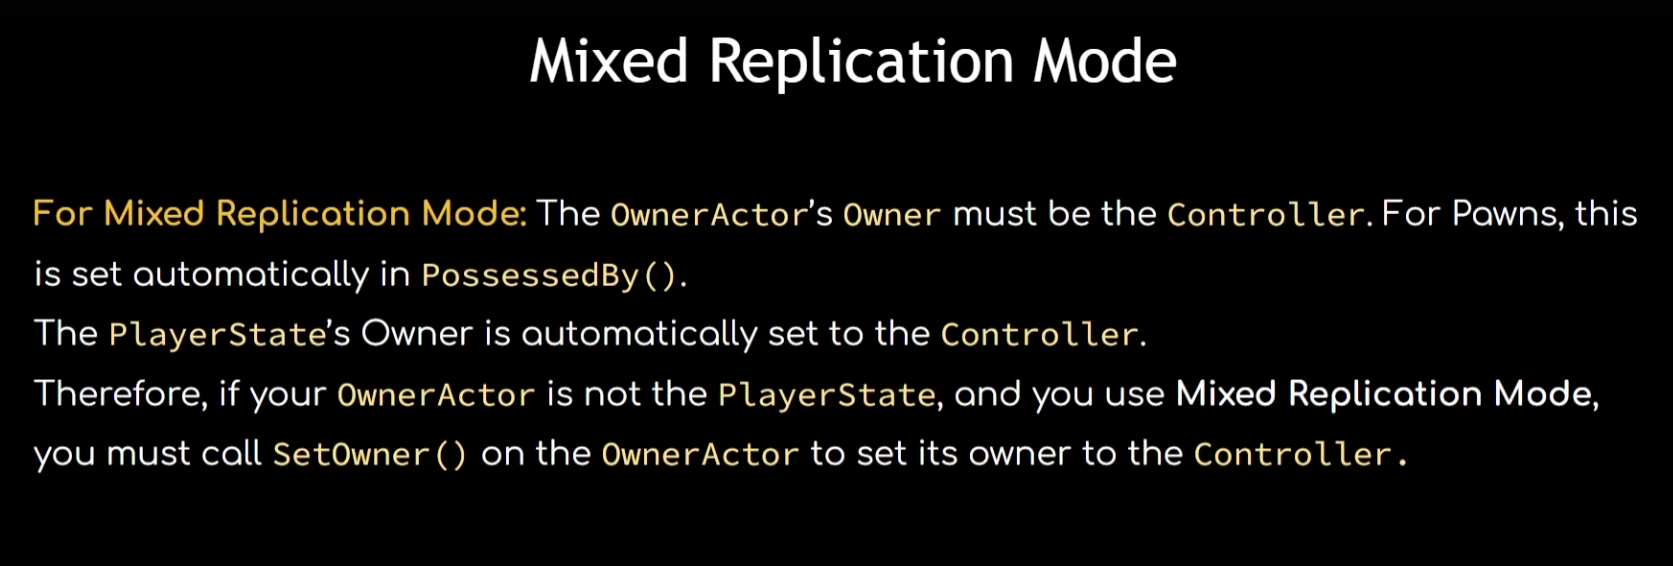 Mixed Replication Mode
For Mixed Replication Mode: The OwnerActor's Owner must be the Controller. For Pawns, this
is set automatically in PossessedBy().
The PlayerState's Owner is automatically set to the Controller.
Therefore, if your OwnerActor is not the PlayerState, and you use Mixed Replication Mode,
you must call SetOwner() on the OwnerActor to set its owner to the Controller.